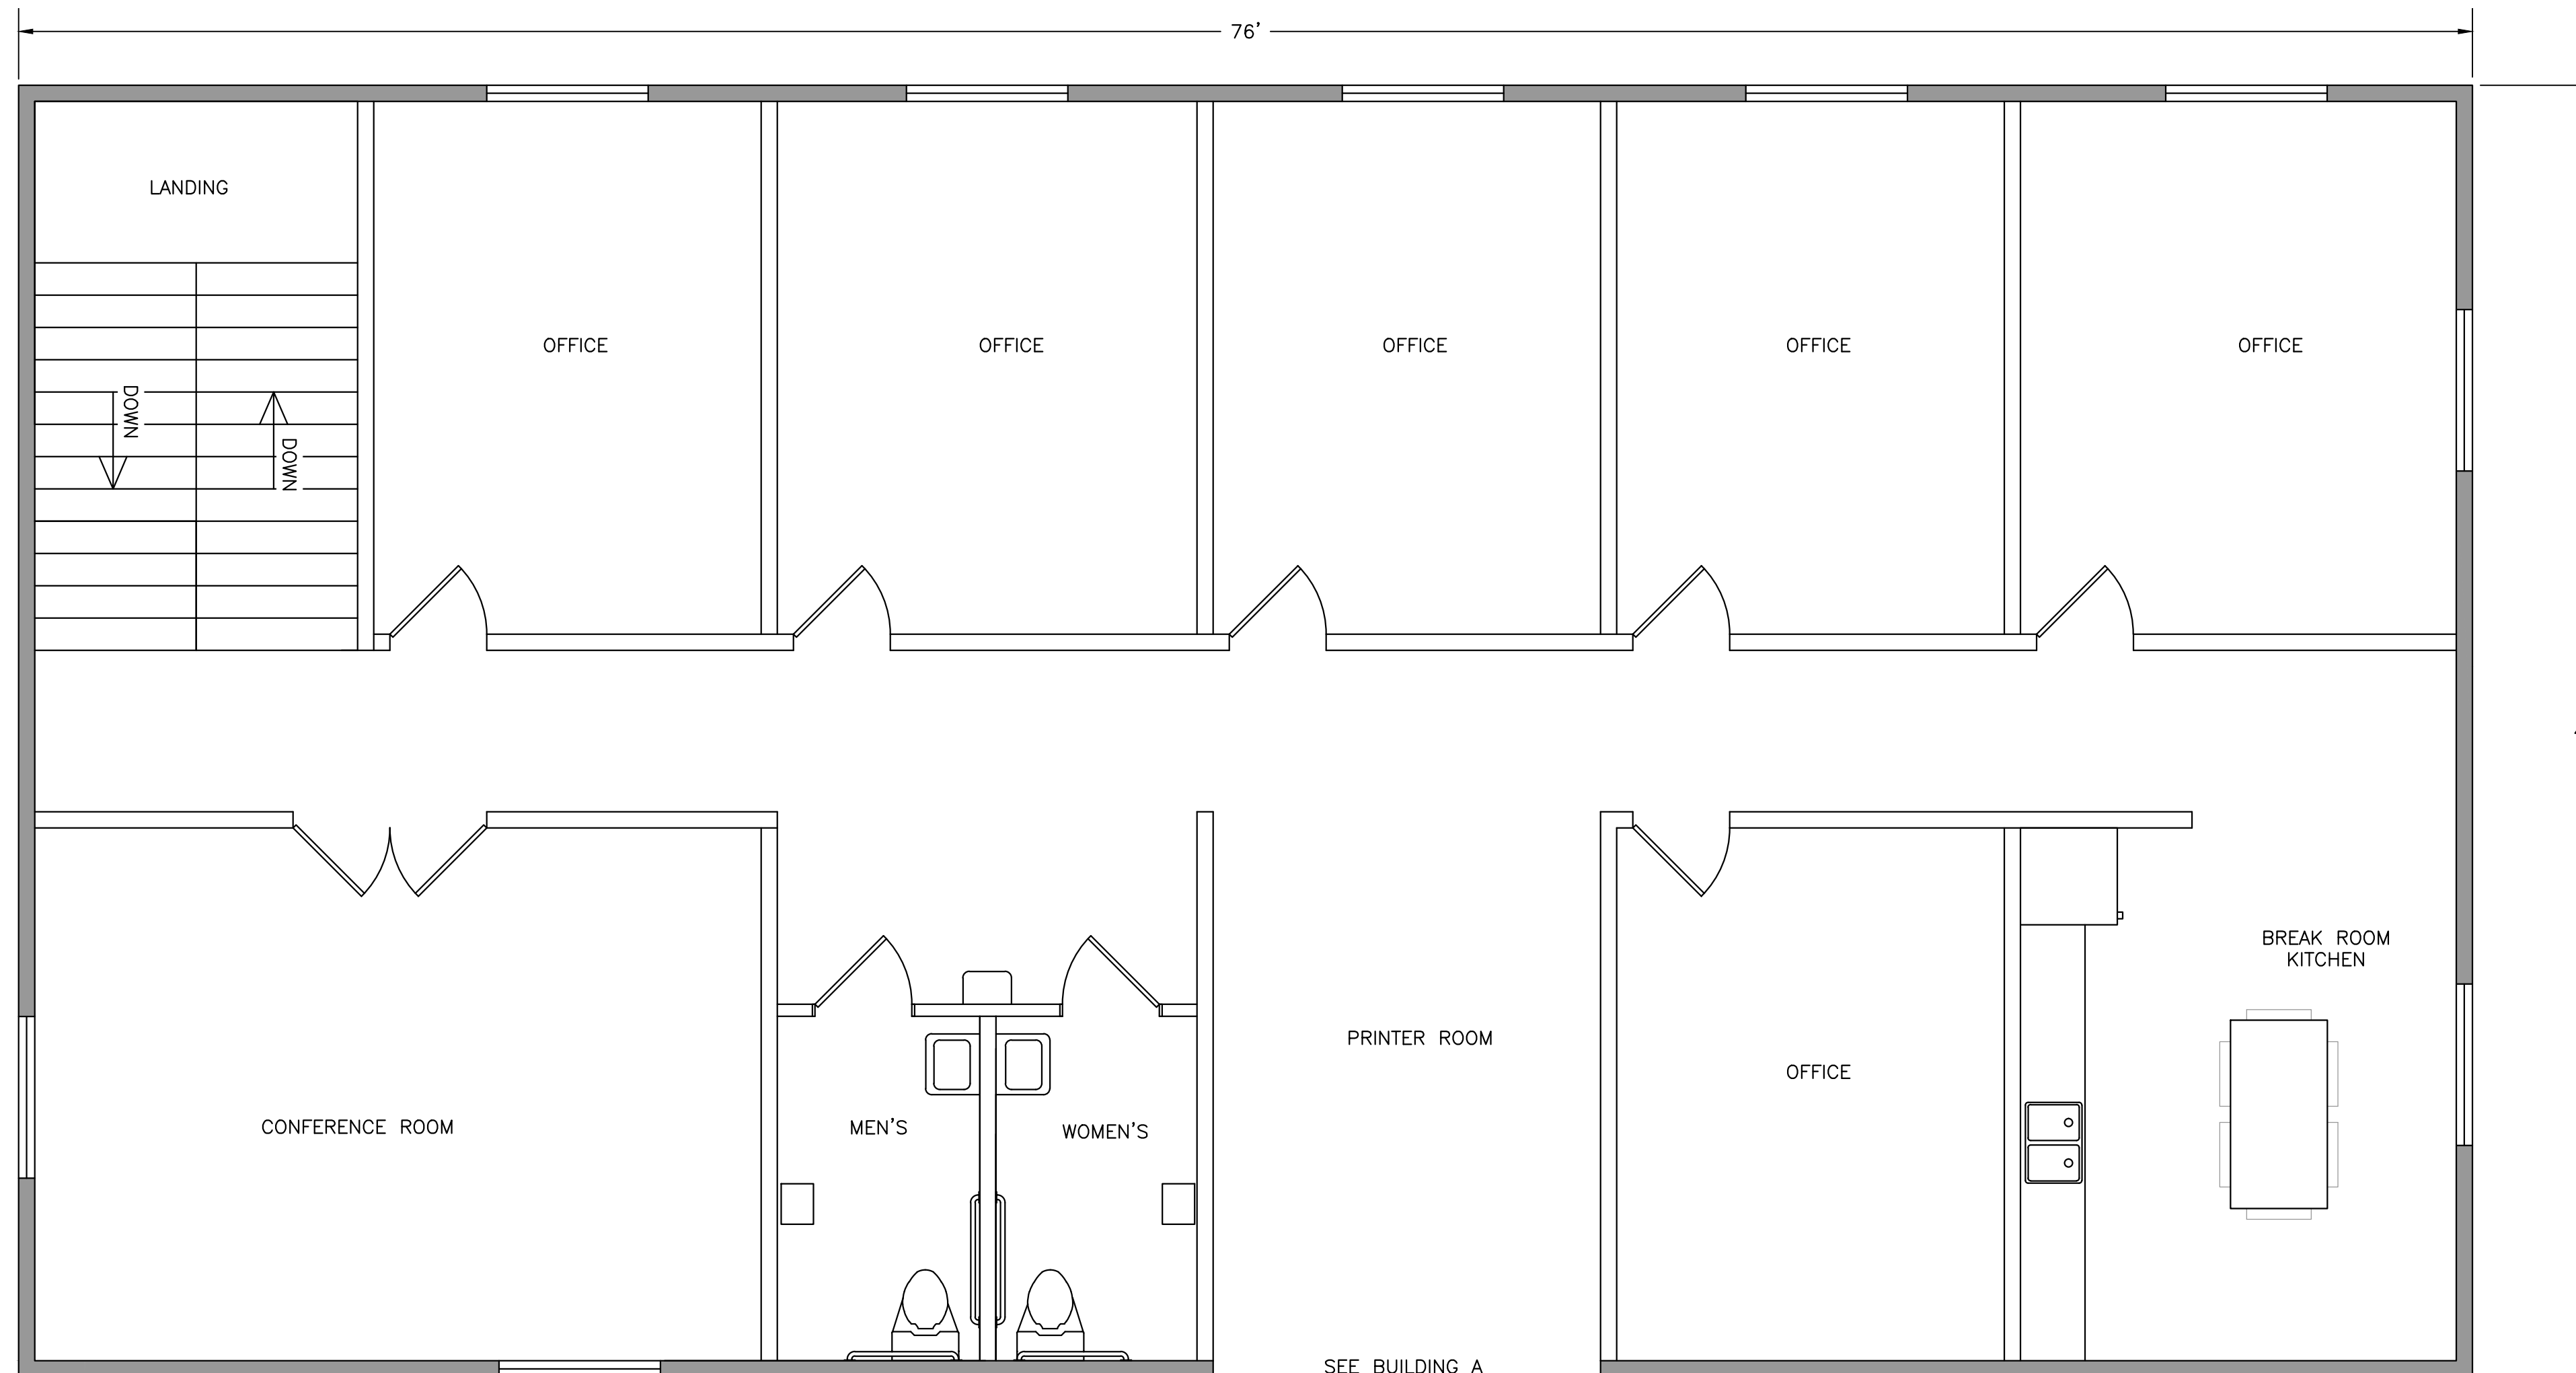 76'
LANDING
OFFICE
OFFICE
OFFICE
OFFICE
OFFICE
DOWN
DOWN
BREAK ROOM
KITCHEN
PRINTER ROOM
OFFICE
CONFERENCE ROOM
MEN'S
WOMEN'S
SEE BUILDING A